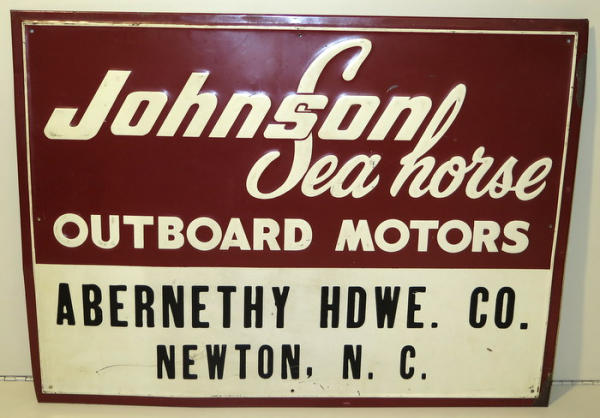 Johnson
Sea horse
OUTBOARD MOTORS
ABERNETHY HDWE. CO.
NEWTON, N. C.